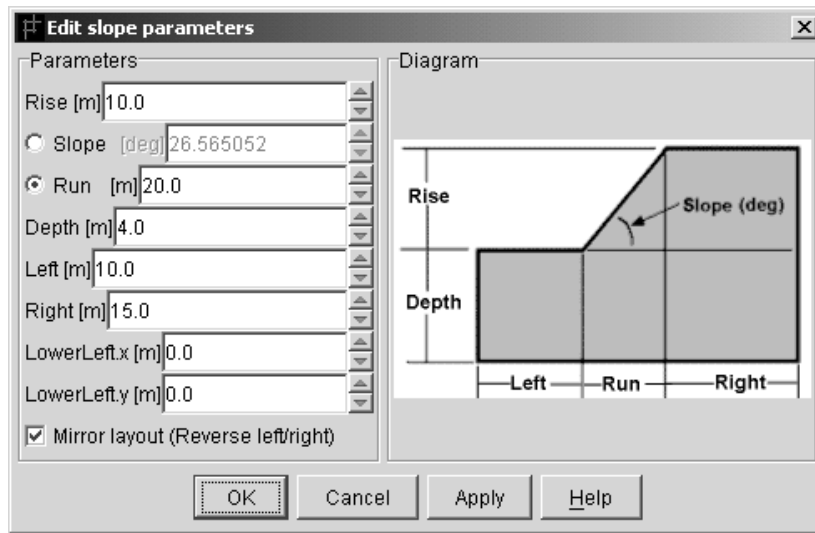 Edit slope parameters
Parameters
Rise [m] 10.0
Slope [deg] 26.565052
Run [m] 20.0
Depth [m] 4.0
Left [m] 10.0
Right [m] 15.0
LowerLeft.x [m] 0.0
LowerLeft.y [m] 0.0
Mirror layout (Reverse left/right)
Diagram
Rise
Slope (deg)
Depth
Left Run Right
OK Cancel Apply Help